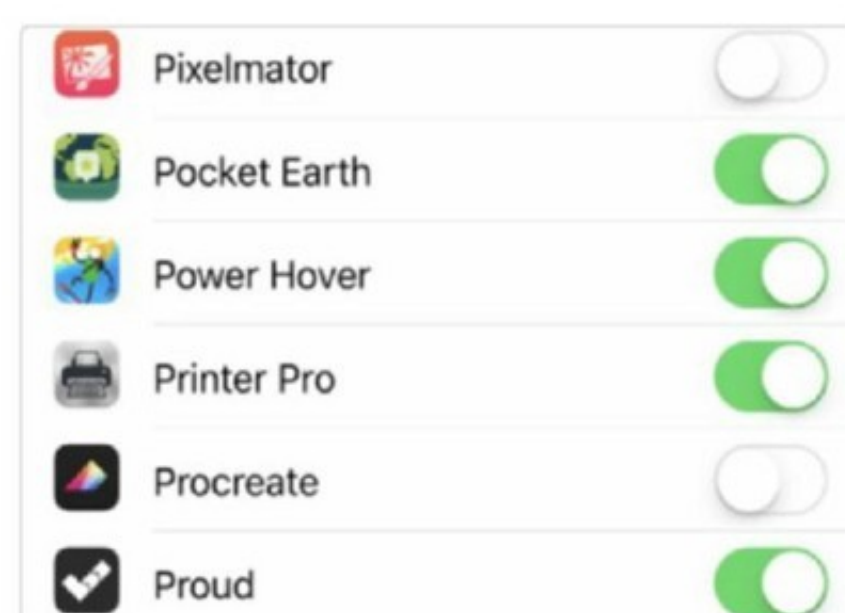 Pixelmator
Pocket Earth
Power Hover
Printer Pro
Procreate
Proud